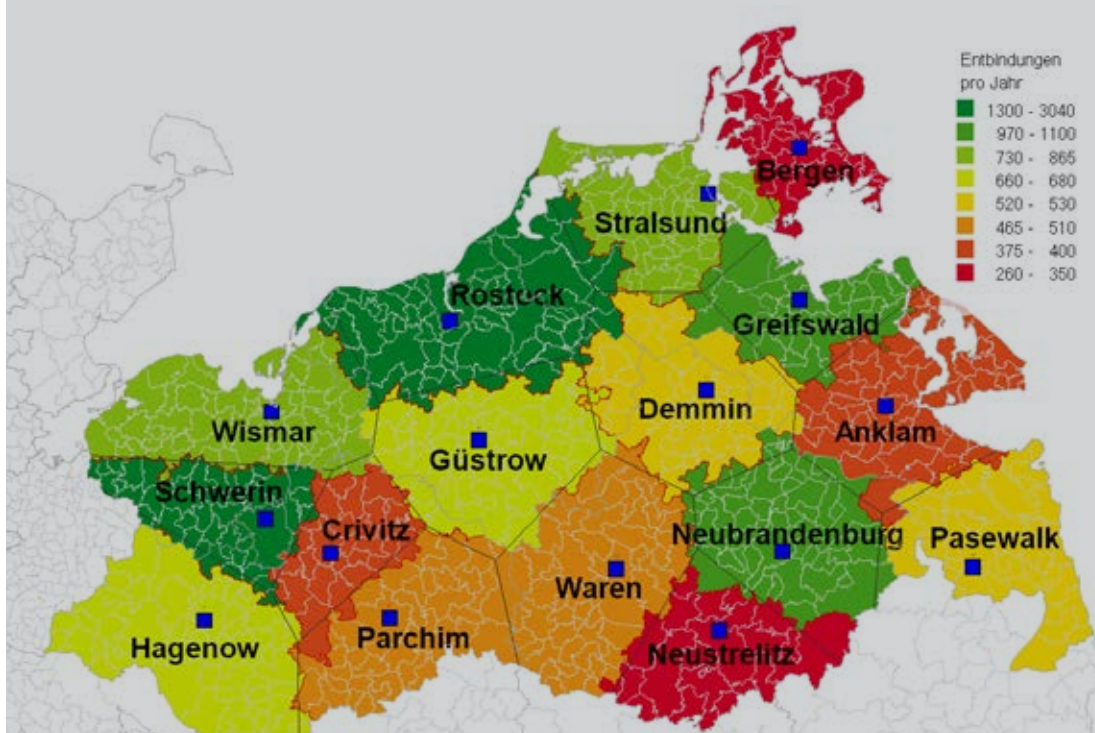 Entbindungen
pro Jahr
1300 - 3040
970 - 1100
730 - 865
660 - 680
520 - 530
465 - 510
375 - 400
260 - 350
Bergen
Stralsund
Rostock
Greifswald
Demmin
Anklam
Wismar
Güstrow
Schwerin
Crivitz
Neubrandenburg
Pasewalk
Waren
Hagenow
Parchim
Neustrelitz